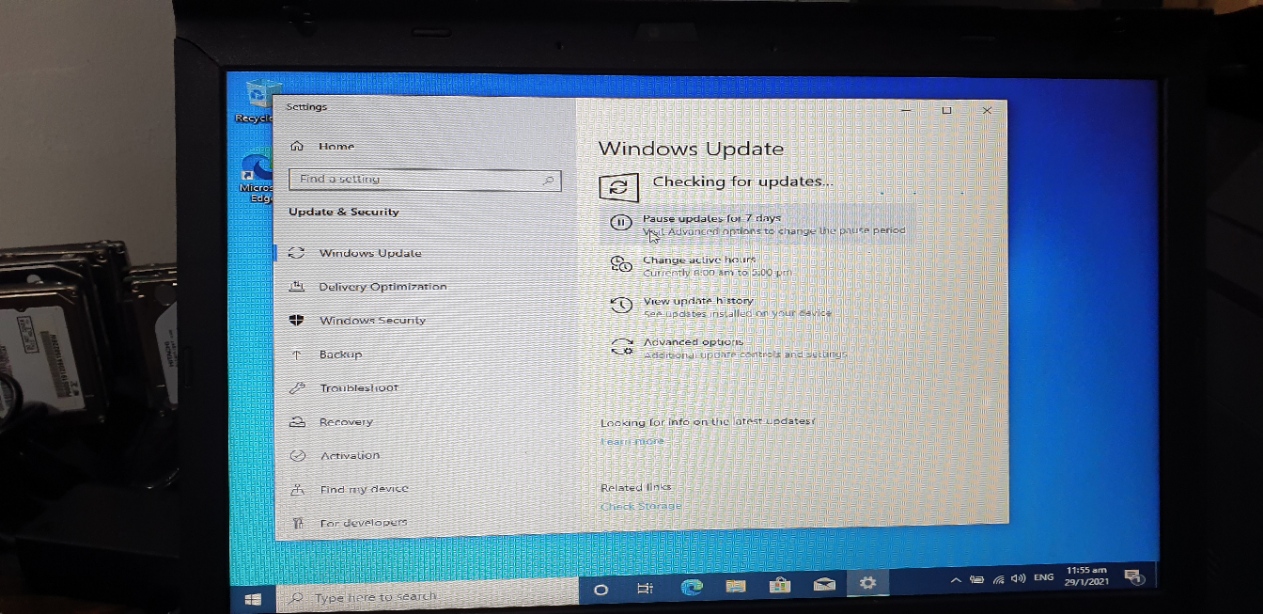 Recycle
Micros
Edg
Settings
Home
Find a setting
Update & Security
Windows Update
Delivery Optimization
Windows Security
Backup
Troubleshoot
Recovery
Activation
Find my device
For developers
Windows Update
Checking for updates...
Pause updates for 7 days
Visit Advanced options to change the pause period
Change active hours
Currently 8:00 am to 5:00 pm
View update history
See updates installed on your device
Advanced options
Additional update controls and settings
Looking for info on the latest updates?
Learn more
Related links
Check Storage
Type here to search
ENG
11:55 am
29/1/2021